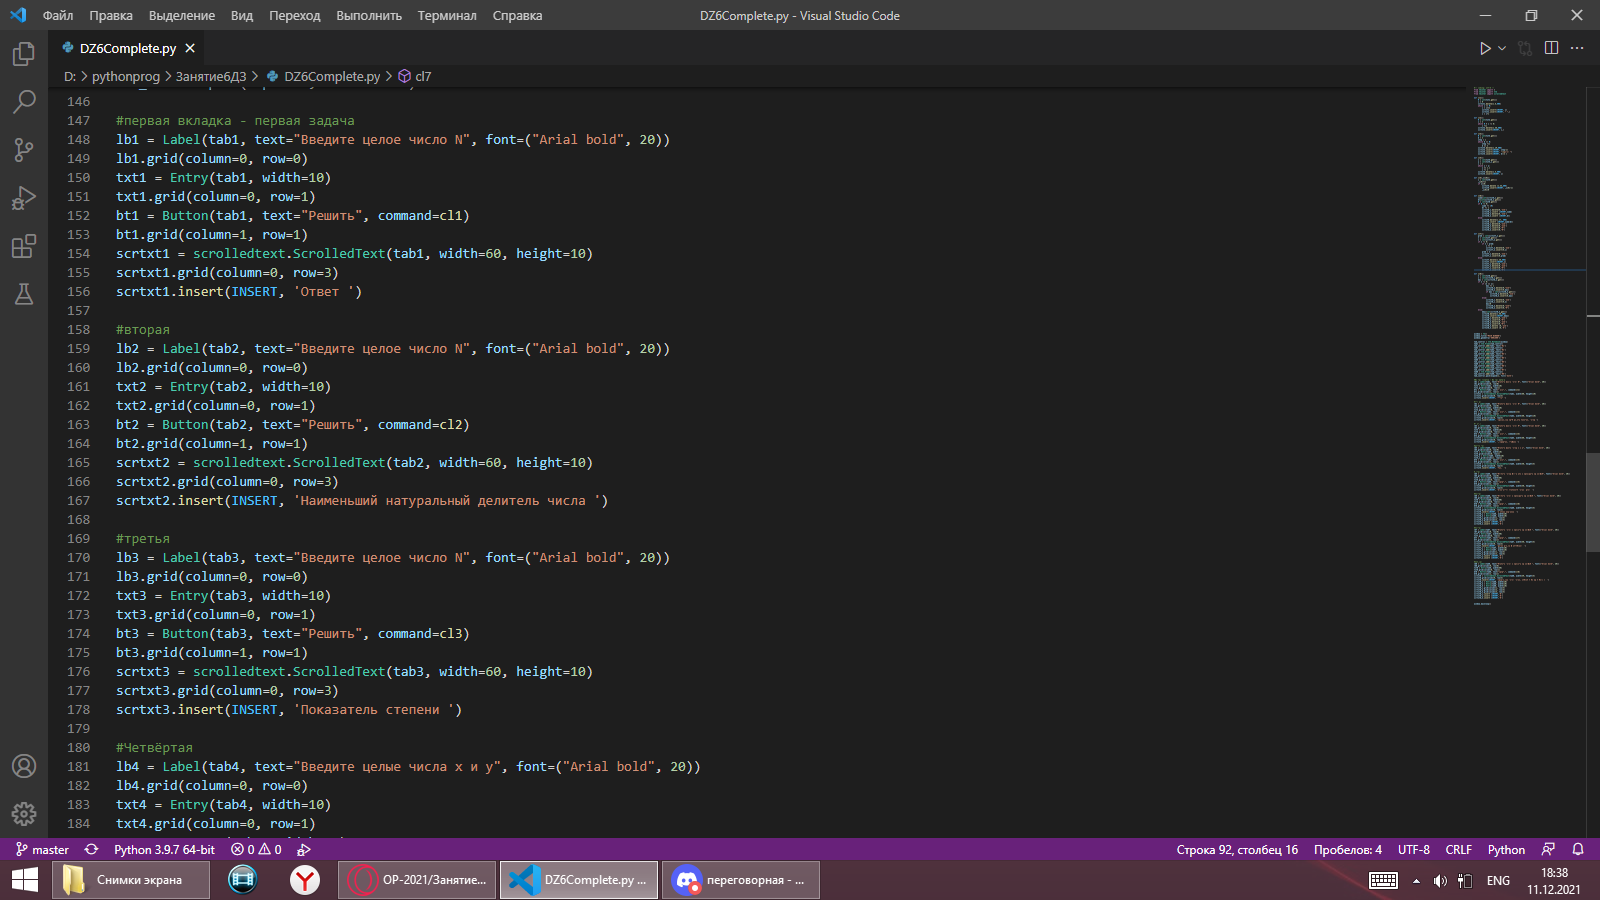 Файл Правка Выделение Вид Переход Выполнить Терминал Справка DZ6Complete.py - Visual Studio Code
DZ6Complete.py
D: > pythonprog > Занятие6ДЗ > DZ6Complete.py > cl7
146
147 #первая вкладка - первая задача
148 lb1 = Label(tab1, text="Введите целое число N", font=("Arial bold", 20))
149 lb1.grid(column=0, row=0)
150 txt1 = Entry(tab1, width=10)
151 txt1.grid(column=0, row=1)
152 bt1 = Button(tab1, text="Решить", command=cl1)
153 bt1.grid(column=1, row=1)
154 scrtxt1 = scrolledtext.ScrolledText(tab1, width=60, height=10)
155 scrtxt1.grid(column=0, row=3)
156 scrtxt1.insert(INSERT, 'Ответ ')
157
158 #вторая
159 lb2 = Label(tab2, text="Введите целое число N", font=("Arial bold", 20))
160 lb2.grid(column=0, row=0)
161 txt2 = Entry(tab2, width=10)
162 txt2.grid(column=0, row=1)
163 bt2 = Button(tab2, text="Решить", command=cl2)
164 bt2.grid(column=1, row=1)
165 scrtxt2 = scrolledtext.ScrolledText(tab2, width=60, height=10)
166 scrtxt2.grid(column=0, row=3)
167 scrtxt2.insert(INSERT, 'Наименьший натуральный делитель числа ')
168
169 #третья
170 lb3 = Label(tab3, text="Введите целое число N", font=("Arial bold", 20))
171 lb3.grid(column=0, row=0)
172 txt3 = Entry(tab3, width=10)
173 txt3.grid(column=0, row=1)
174 bt3 = Button(tab3, text="Решить", command=cl3)
175 bt3.grid(column=1, row=1)
176 scrtxt3 = scrolledtext.ScrolledText(tab3, width=60, height=10)
177 scrtxt3.grid(column=0, row=3)
178 scrtxt3.insert(INSERT, 'Показатель степени ')
179
180 #Четвёртая
181 lb4 = Label(tab4, text="Введите целые числа x и y", font=("Arial bold", 20))
182 lb4.grid(column=0, row=0)
183 txt4 = Entry(tab4, width=10)
184 txt4.grid(column=0, row=1)
master Python 3.9.7 64-bit 0 0 Строка 92, столбец 16 Пробелов: 4 UTF-8 CRLF Python
Снимки экрана OP-2021/Занятие... DZ6Complete.py ... переговорная - ... ENG 18:38
11.12.2021